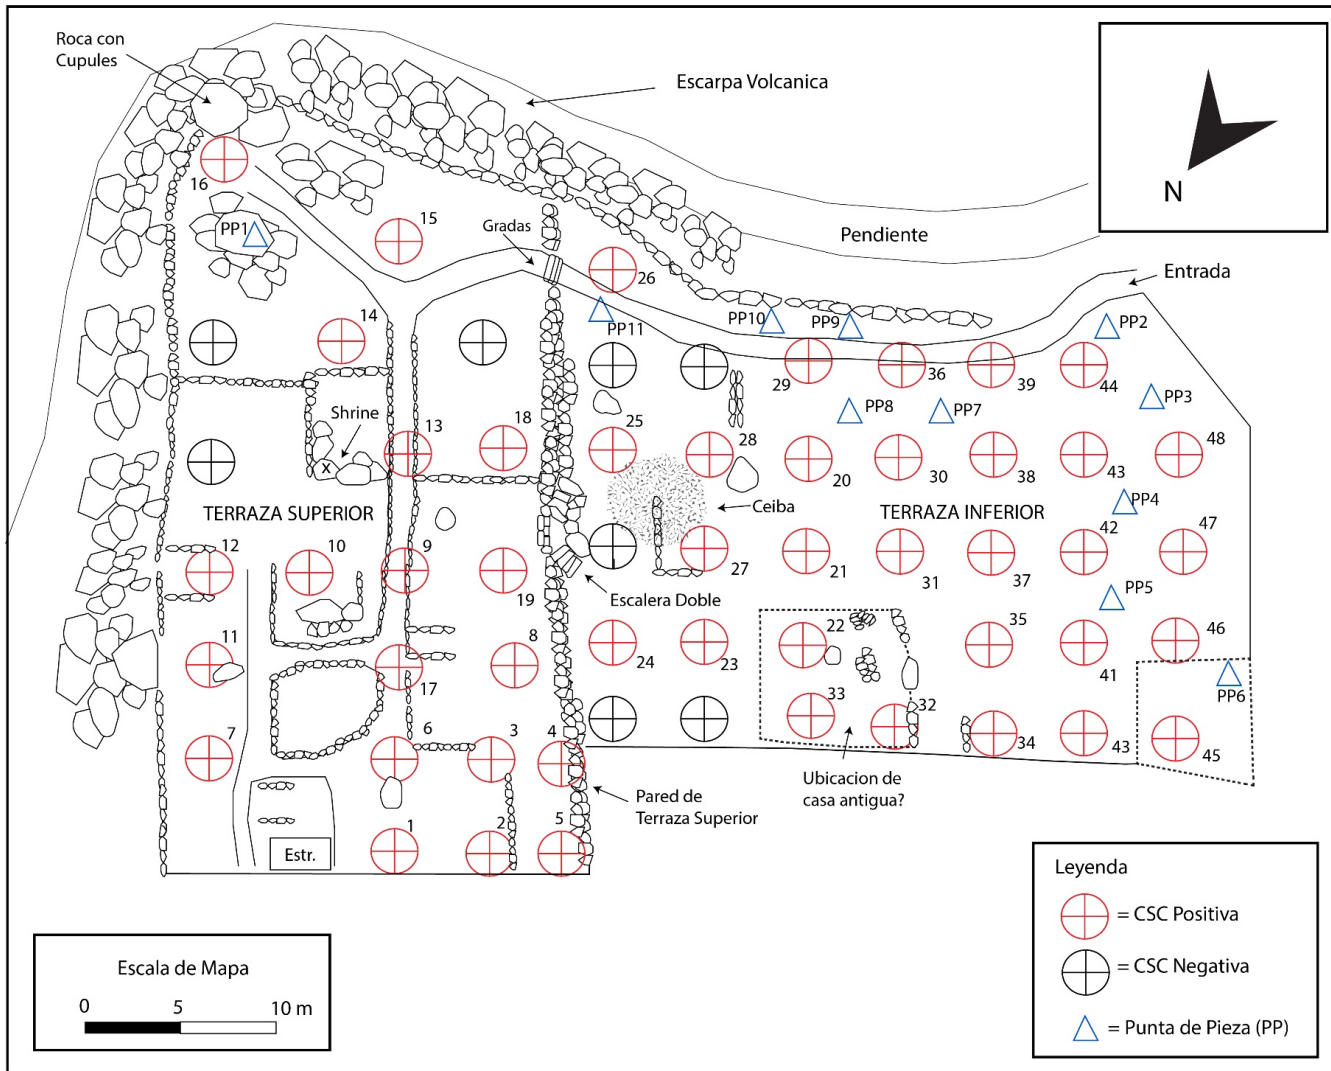 Roca con
Cupules
Escarpa Volcanica
N
16
15
Gradas
Pendiente
PP1
26
Entrada
14
PP11
PP10
PP9
PP2
29
36
39
44
Shrine
13
18
25
28
PP8
PP7
PP3
x
20
30
38
43
48
TERRAZA SUPERIOR
Ceiba
TERRAZA INFERIOR
PP4
12
10
9
19
27
21
31
37
42
47
Escalera Doble
PP5
11
17
8
24
23
22
35
41
46
PP6
7
6
3
4
33
32
34
43
45
Ubicacion de
casa antigua?
Pared de
Terraza Superior
Estr.
1
2
5
Escala de Mapa
0 5 10 m
Leyenda
= CSC Positiva
= CSC Negativa
= Punta de Pieza (PP)